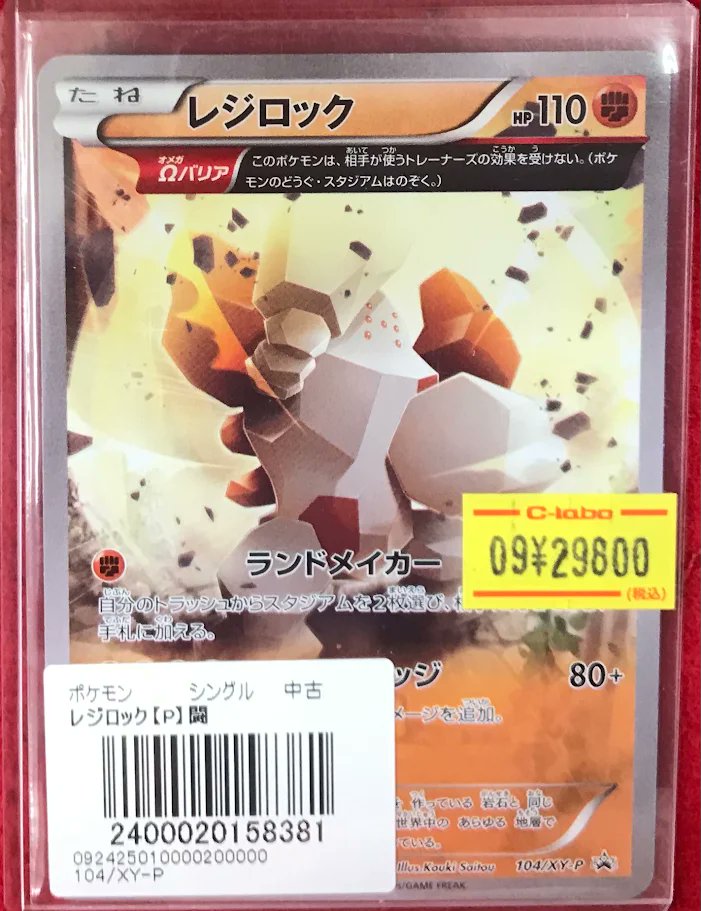 たね
レジロック
HP110
オメガ
Ωバリア
このポケモンは、相手が使うトレーナーズの効果を受けない。(ポケ
モンのどうぐ・スタジアムはのぞく。)
C-labo
09¥29800
(税込)
ランドメイカー
自分のトラッシュからスタジアムを2枚選び、
手札に加える。
ッジ 80+
メージを追加。
ポケモン シングル 中古
レジロック【P】闘
2400020158381
092425010000200000
104/XY-P
作っている 岩石と 同じ
世界中の あらゆる 地層で
Illus. Kouki Saitou 104/XY-P
GAME FREAK